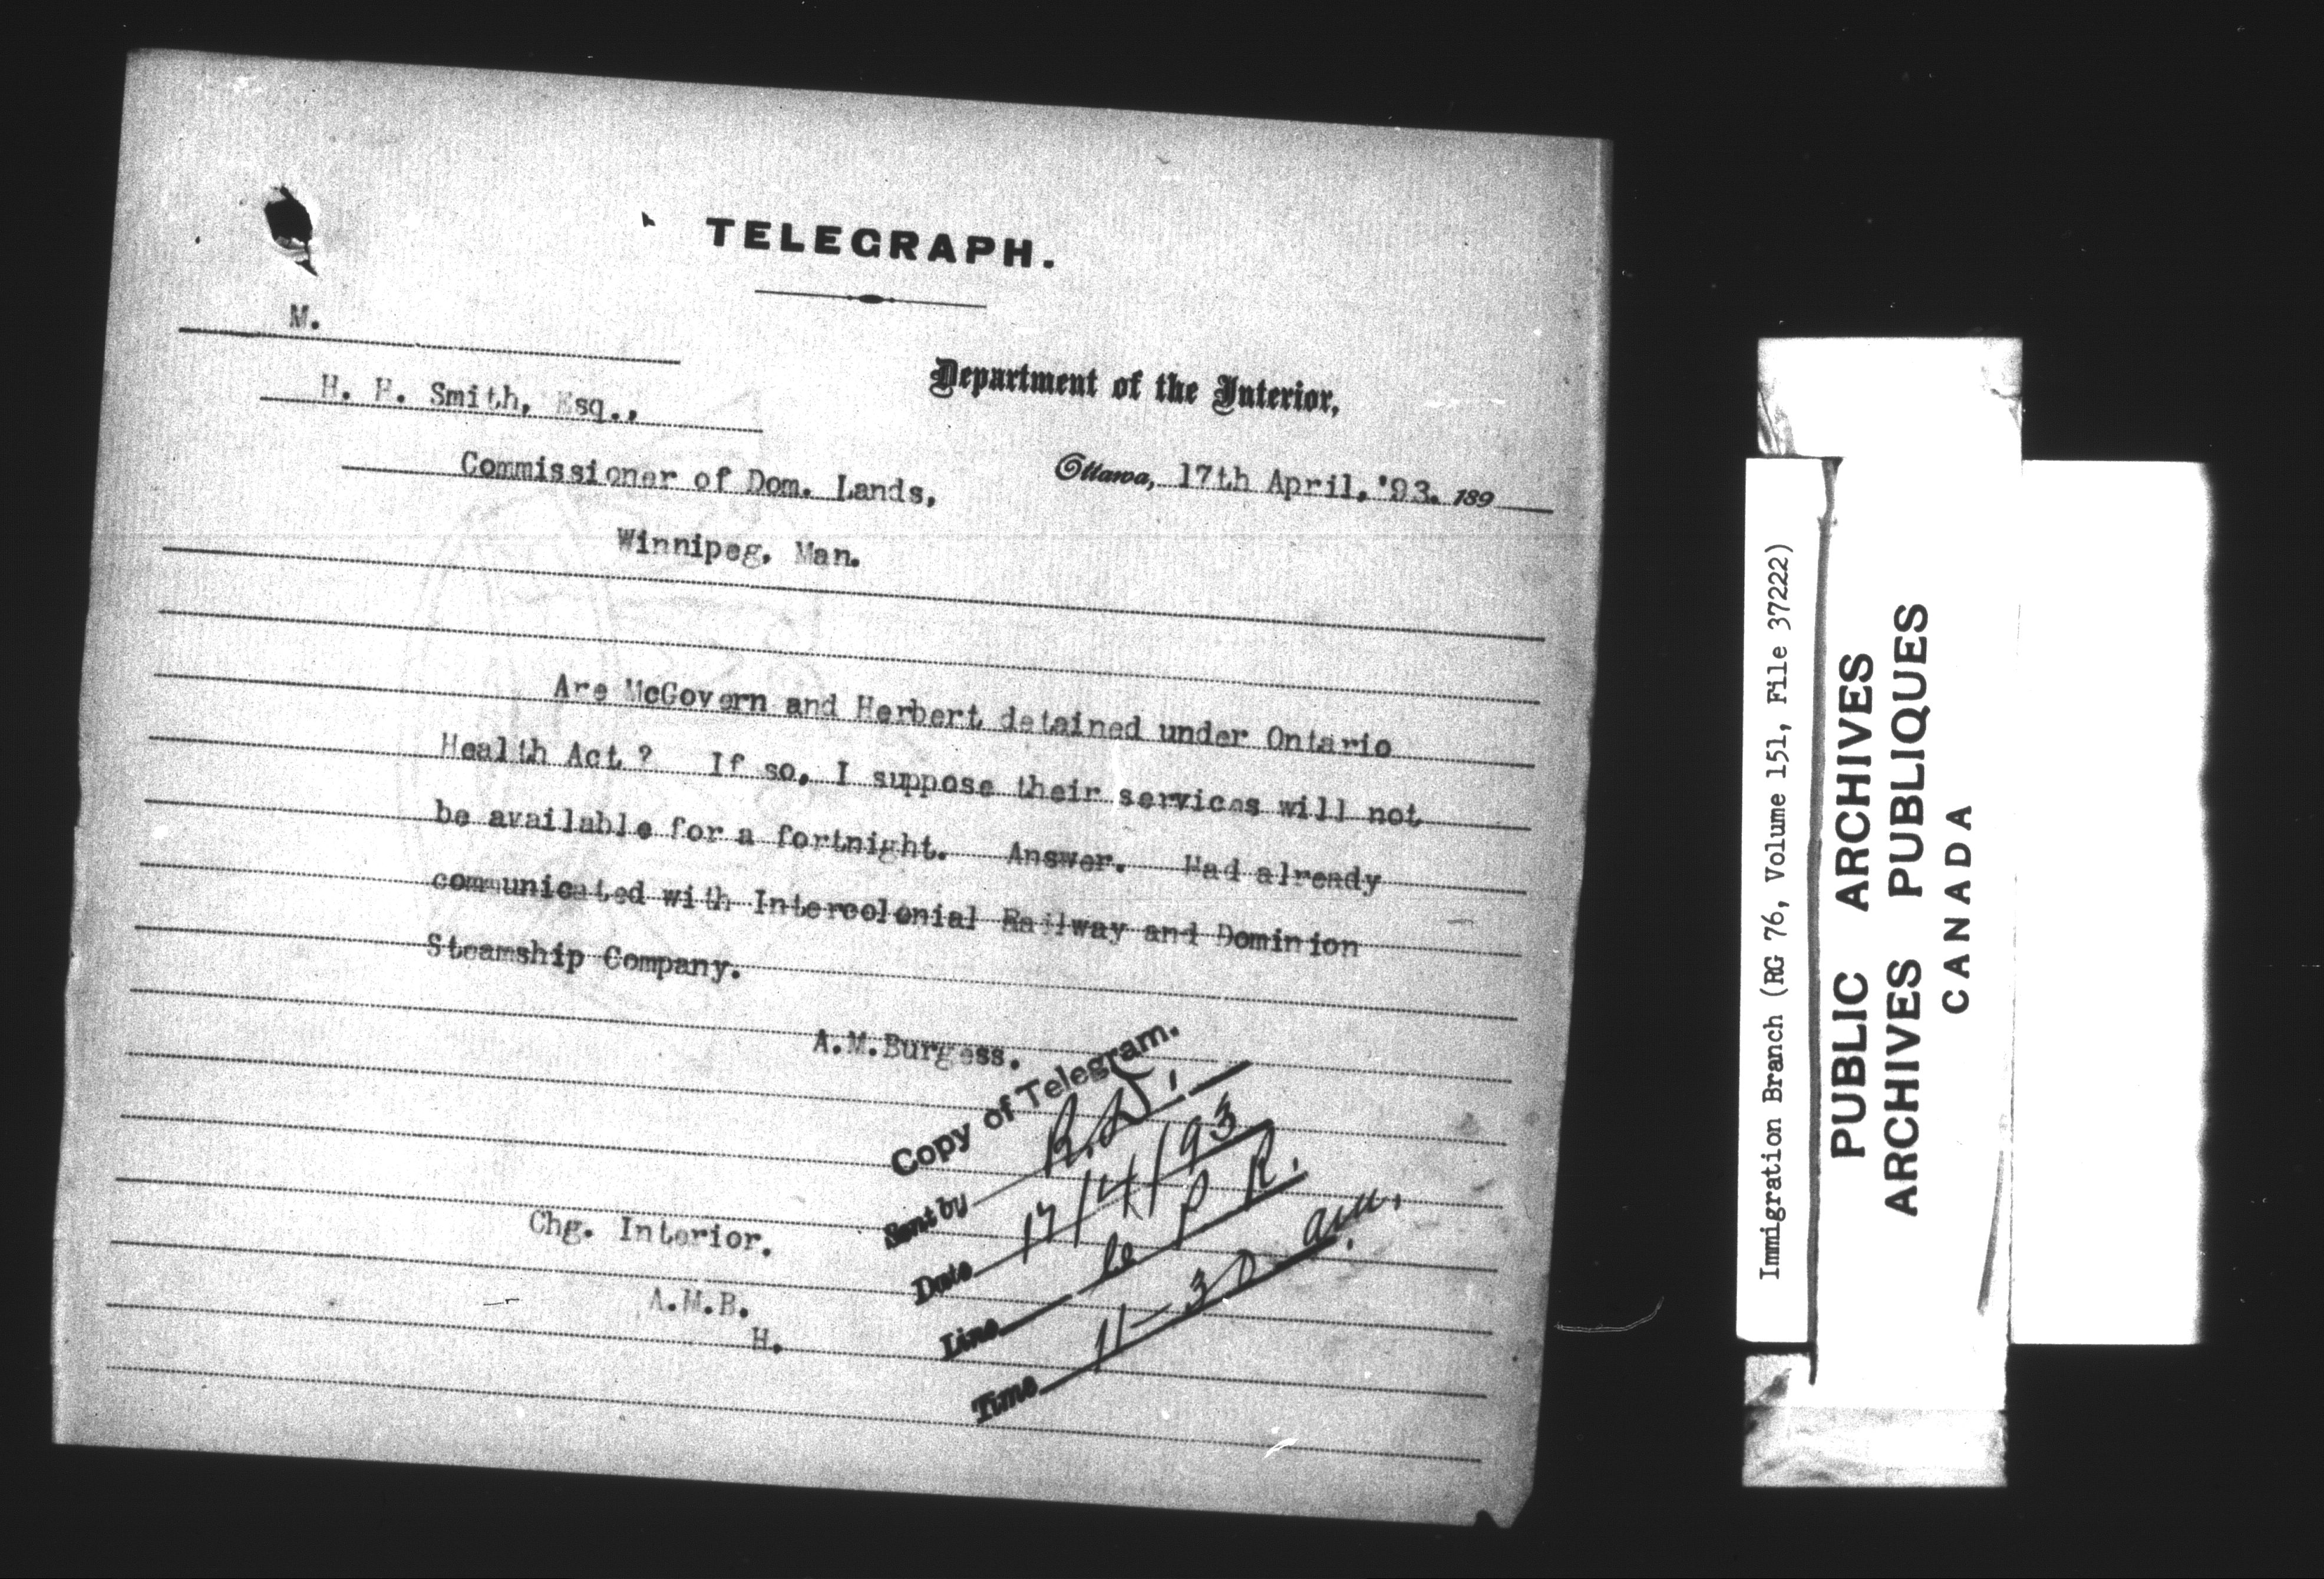 TELEGRAPH.
M.
H. H. Smith, Esq.,
Department of the Interior,
Commissioner of Dom. Lands,
Ottawa, 17th April, '93. 189
Winnipeg, Man.
Are McGovern and Herbert detained under Ontario
Health Act? If so, I suppose their services will not
be available for a fortnight. Answer. Had already
communicated with Intercolonial Railway and Dominion
Steamship Company.
A.M.Burgess.
Copy of Telegram.
Sent by
Date 17/4/93
Line C P R.
Time 11-30 am.
Chg. Interior.
A.M.B.
H.
Immigration Branch (RG 76, Volume 151, File 37222)
PUBLIC ARCHIVES
ARCHIVES PUBLIQUES
CANADA